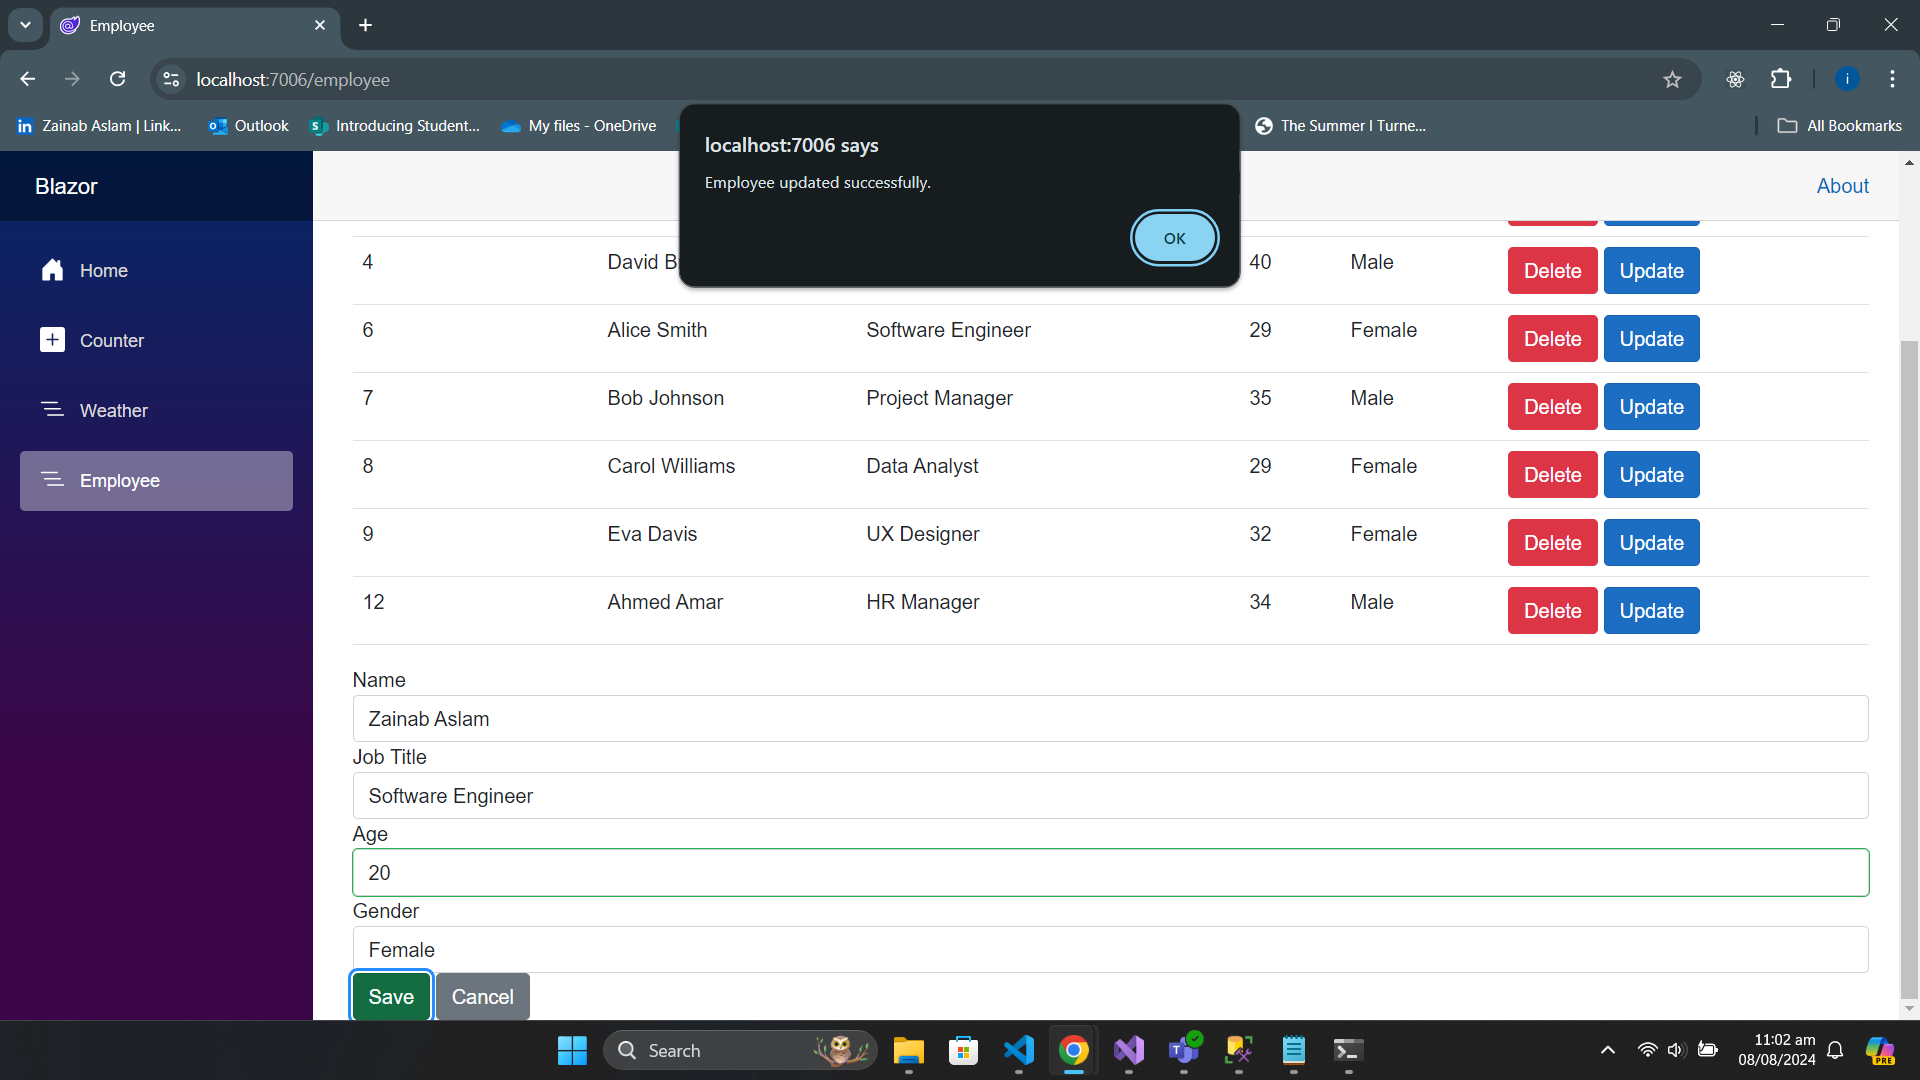 Employee
localhost:7006/employee
Zainab Aslam | Link... Outlook Introducing Student... My files - OneDrive The Summer I Turne... All Bookmarks
localhost:7006 says
Employee updated successfully.
OK
Blazor
About
Home
Counter
Weather
Employee
4 David B 40 Male Delete Update
6 Alice Smith Software Engineer 29 Female Delete Update
7 Bob Johnson Project Manager 35 Male Delete Update
8 Carol Williams Data Analyst 29 Female Delete Update
9 Eva Davis UX Designer 32 Female Delete Update
12 Ahmed Amar HR Manager 34 Male Delete Update
Name
Zainab Aslam
Job Title
Software Engineer
Age
20
Gender
Female
Save Cancel
Search
11:02 am
08/08/2024
PRE